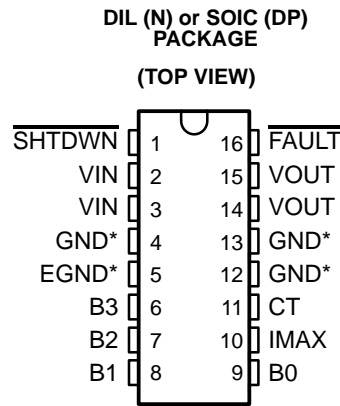 DIL (N) or SOIC (DP)
PACKAGE
(TOP VIEW)
SHTDWN 1 16 FAULT
VIN 2 15 VOUT
VIN 3 14 VOUT
GND* 4 13 GND*
EGND* 5 12 GND*
B3 6 11 CT
B2 7 10 IMAX
B1 8 9 B0